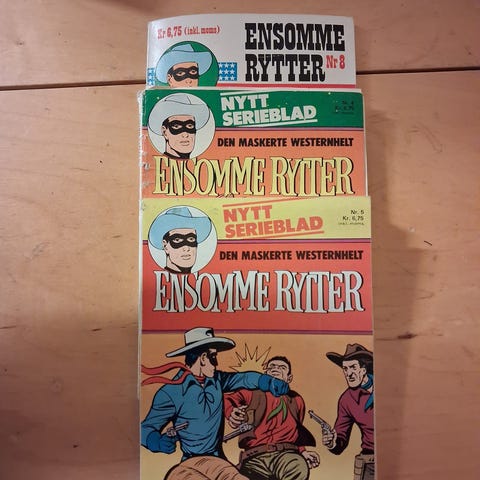 Kr 6,75 (inkl. moms)
ENSOMME
RYTTER Nr 8
NYTT
SERIEBLAD
DEN MASKERTE WESTERNHELT
ENSOMME RYTTER
NYTT
SERIEBLAD
Nr. 5
Kr. 6,75
DEN MASKERTE WESTERNHELT
ENSOMME RYTTER